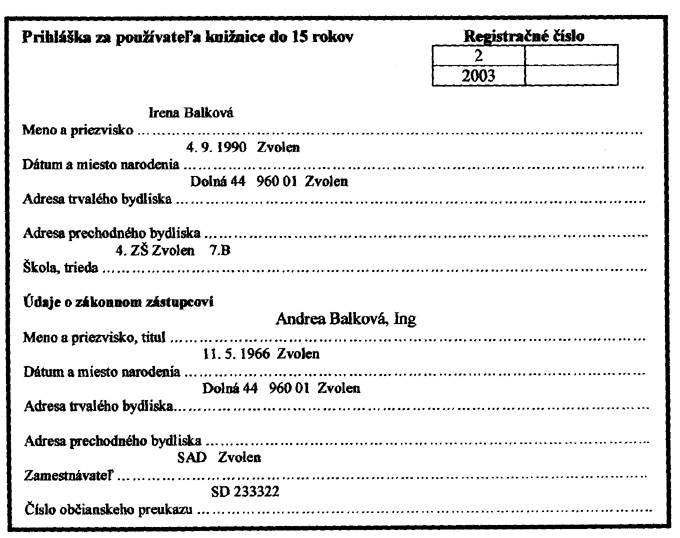 Prihláška za používateľa knižnice do 15 rokov Registračné číslo
2
2003
Irena Balková
Meno a priezvisko ........................................................
4. 9. 1990 Zvolen
Dátum a miesto narodenia ........................................................
Dolná 44 960 01 Zvolen
Adresa trvalého bydliska ........................................................
Adresa prechodného bydliska ........................................................
4. ZŠ Zvolen 7.B
Škola, trieda ........................................................
Údaje o zákonnom zástupcovi
Andrea Balková, Ing
Meno a priezvisko, titul ........................................................
11. 5. 1966 Zvolen
Dátum a miesto narodenia ........................................................
Dolná 44 960 01 Zvolen
Adresa trvalého bydliska........................................................
Adresa prechodného bydliska ........................................................
SAD Zvolen
Zamestnávateľ ........................................................
SD 233322
Číslo občianskeho preukazu ........................................................